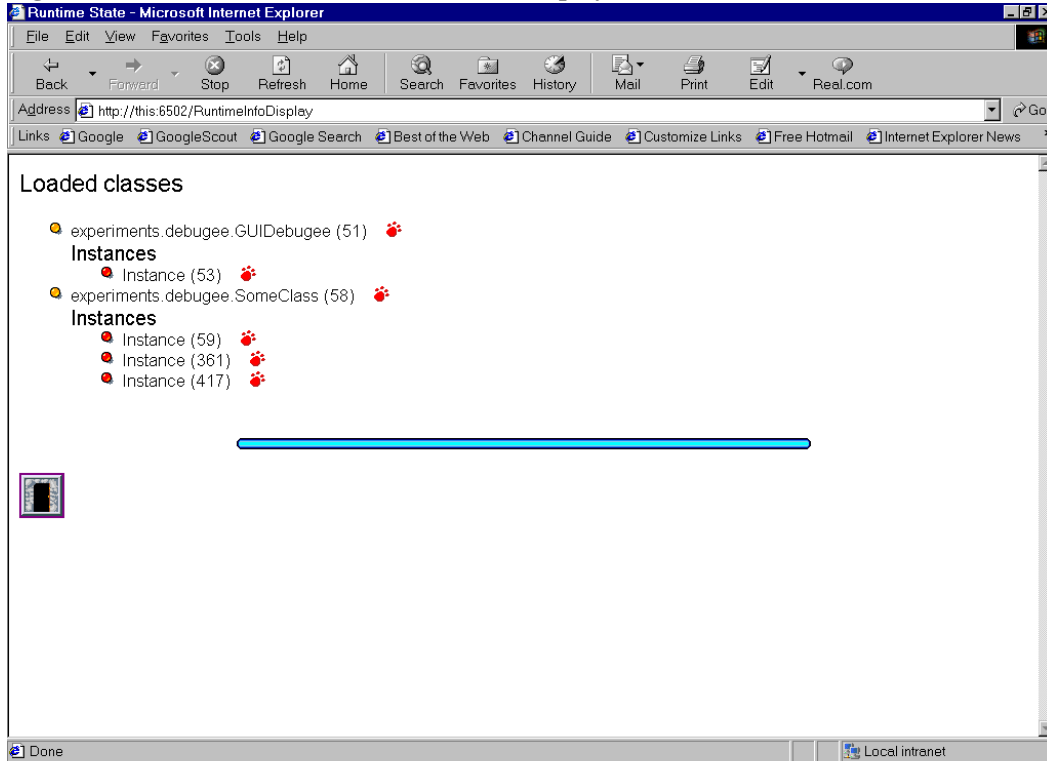 Runtime State - Microsoft Internet Explorer
File Edit View Favorites Tools Help
Back Forward Stop Refresh Home Search Favorites History Mail Print Edit Real.com
Address http://this:6502/RuntimeInfoDisplay Go
Links Google GoogleScout Google Search Best of the Web Channel Guide Customize Links Free Hotmail Internet Explorer News
Loaded classes
experiments.debugee.GUIDebugee (51)
Instances
Instance (53)
experiments.debugee.SomeClass (58)
Instances
Instance (59)
Instance (361)
Instance (417)
Done Local intranet